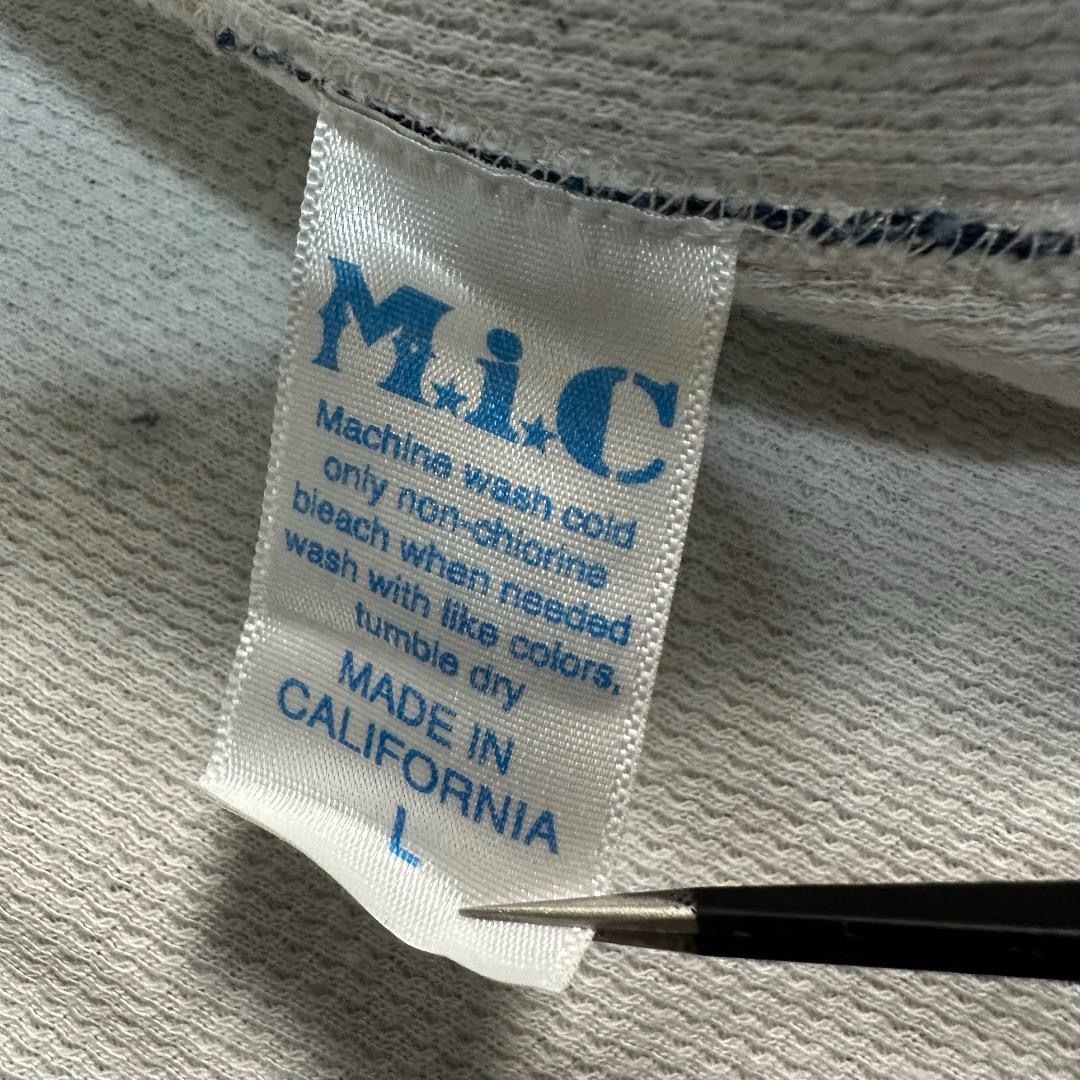 M★i★C
Machine wash cold
only non-chlorine
bleach when needed
wash with like colors,
tumble dry
MADE IN
CALIFORNIA
L